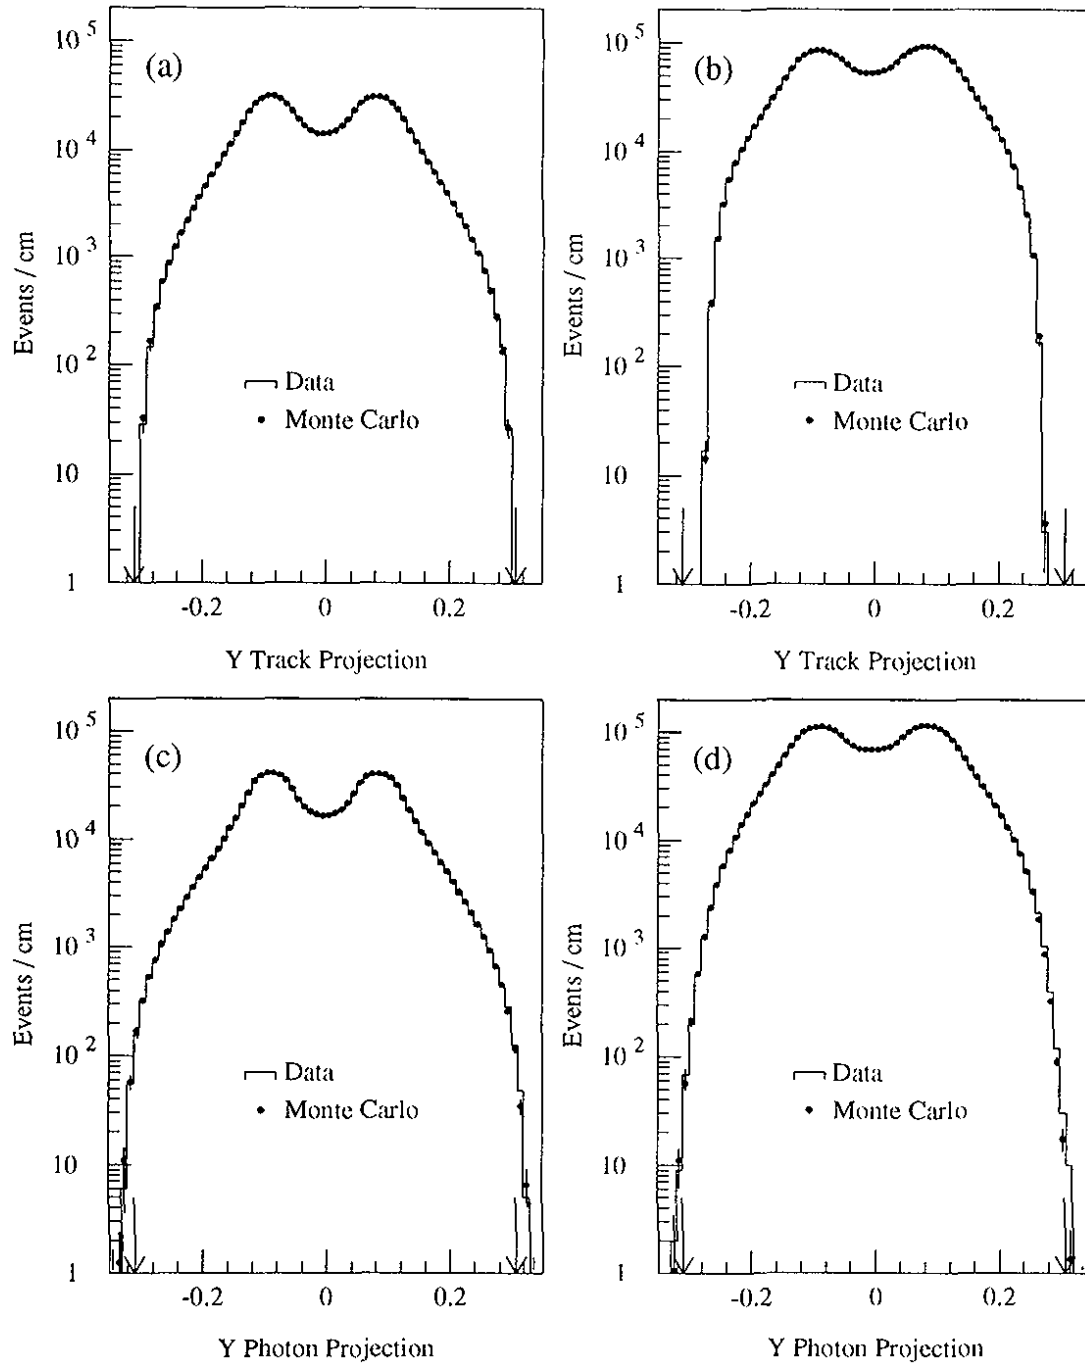 10^5
(a)
10^4
10^3
10^2
10
1
Events / cm
Data
Monte Carlo
-0.2
0
0.2
Y Track Projection
10^5
(b)
10^4
10^3
10^2
10
1
Events / cm
Data
Monte Carlo
-0.2
0
0.2
Y Track Projection
10^5
(c)
10^4
10^3
10^2
10
1
Events / cm
Data
Monte Carlo
-0.2
0
0.2
Y Photon Projection
10^5
(d)
10^4
10^3
10^2
10
1
Events / cm
Data
Monte Carlo
-0.2
0
0.2
Y Photon Projection